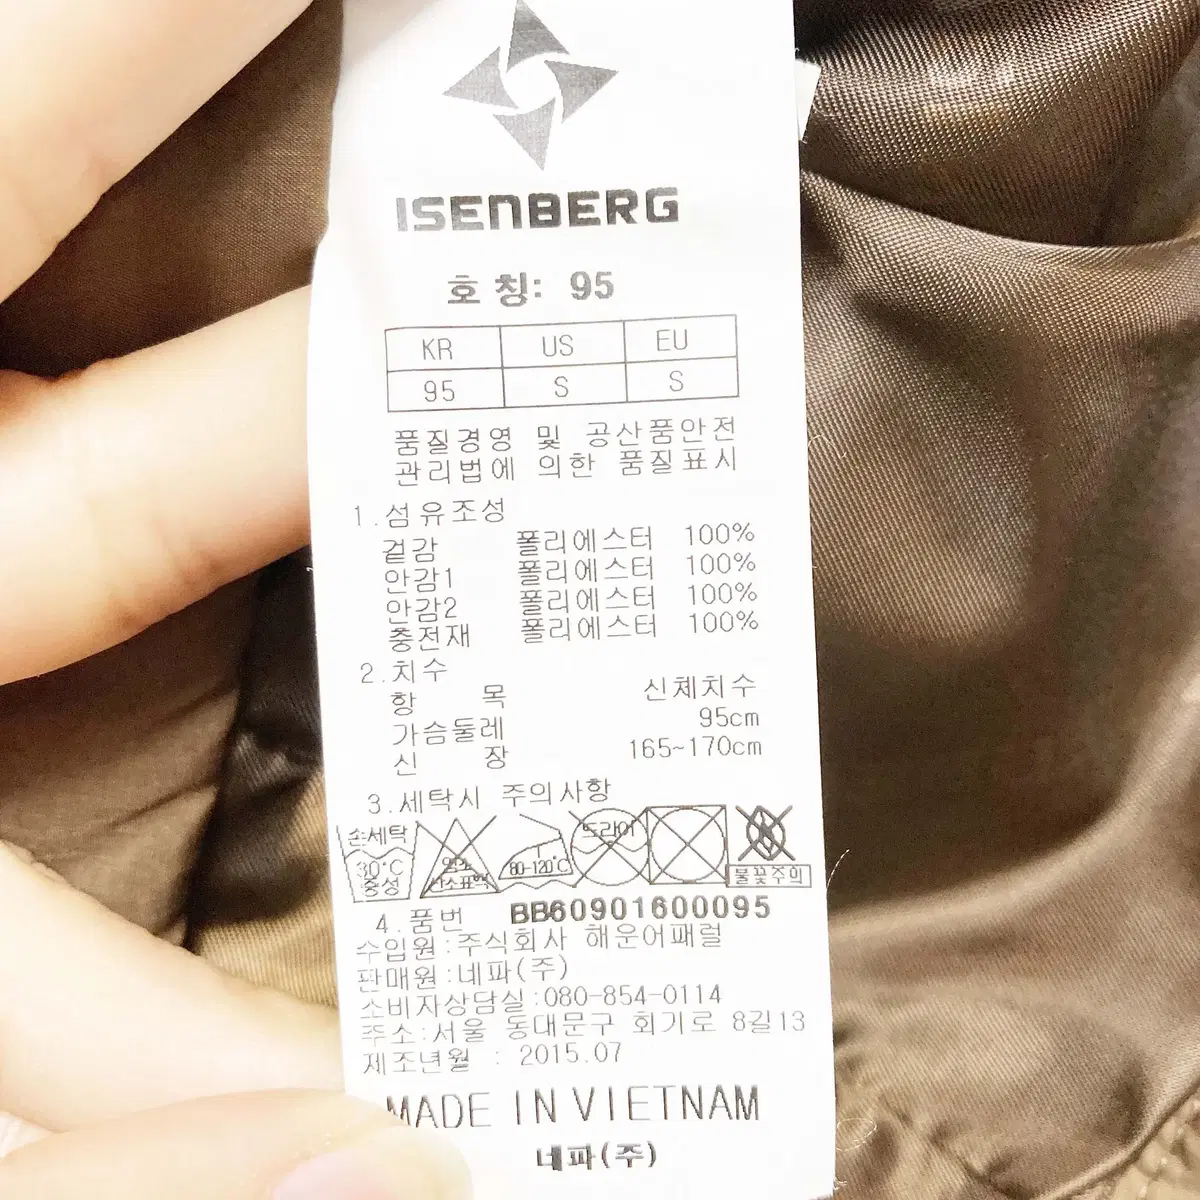 ISENBERG
호 칭: 95
KR US EU
95 S S
품질경영 및 공산품안전
관리법에 의한 품질표시
1.섬유조성
겉감 폴리에스터 100%
안감1 폴리에스터 100%
안감2 폴리에스터 100%
충전재 폴리에스터 100%
2.치수
항 목 신체치수
가슴둘레 95cm
신 장 165~170cm
3.세탁시 주의사항
손세탁
30°C
중성
염소
산소표백
80-120°C
드라이
불꽃주의
4.품번 BB60901600095
수입원:주식회사 해운어패럴
판매원:네파(주)
소비자상담실:080-854-0114
주소:서울 동대문구 회기로 8길13
제조년월 : 2015.07
MADE IN VIETNAM
네파(주)